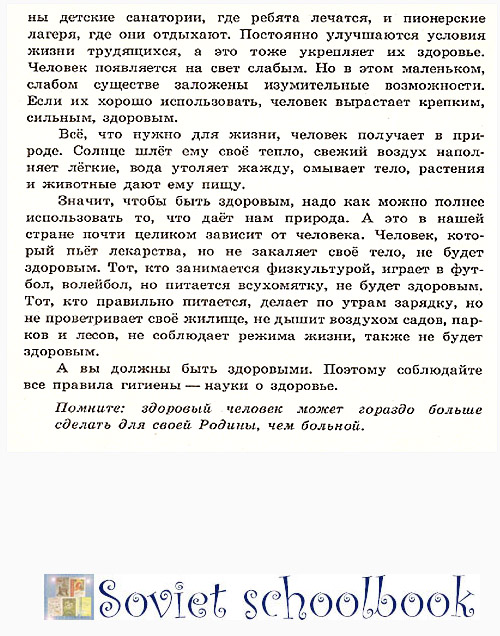 ны детские санатории, где ребята лечатся, и пионерские
лагеря, где они отдыхают. Постоянно улучшаются условия
жизни трудящихся, а это тоже укрепляет их здоровье.
Человек появляется на свет слабым. Но в этом маленьком,
слабом существе заложены изумительные возможности.
Если их хорошо использовать, человек вырастает крепким,
сильным, здоровым.
Всё, что нужно для жизни, человек получает в при-
роде. Солнце шлёт ему своё тепло, свежий воздух напол-
няет лёгкие, вода утоляет жажду, омывает тело, растения
и животные дают ему пищу.
Значит, чтобы быть здоровым, надо как можно полнее
использовать то, что даёт нам природа. А это в нашей
стране почти целиком зависит от человека. Человек, кото-
рый пьёт лекарства, но не закаляет своё тело, не будет
здоровым. Тот, кто занимается физкультурой, играет в фут-
бол, волейбол, но питается всухомятку, не будет здоровым.
Тот, кто правильно питается, делает по утрам зарядку, но
не проветривает своё жилище, не дышит воздухом садов, пар-
ков и лесов, не соблюдает режима жизни, также не будет
здоровым.
А вы должны быть здоровыми. Поэтому соблюдайте
все правила гигиены — науки о здоровье.
Помните: здоровый человек может гораздо больше
сделать для своей Родины, чем больной.
Soviet schoolbook